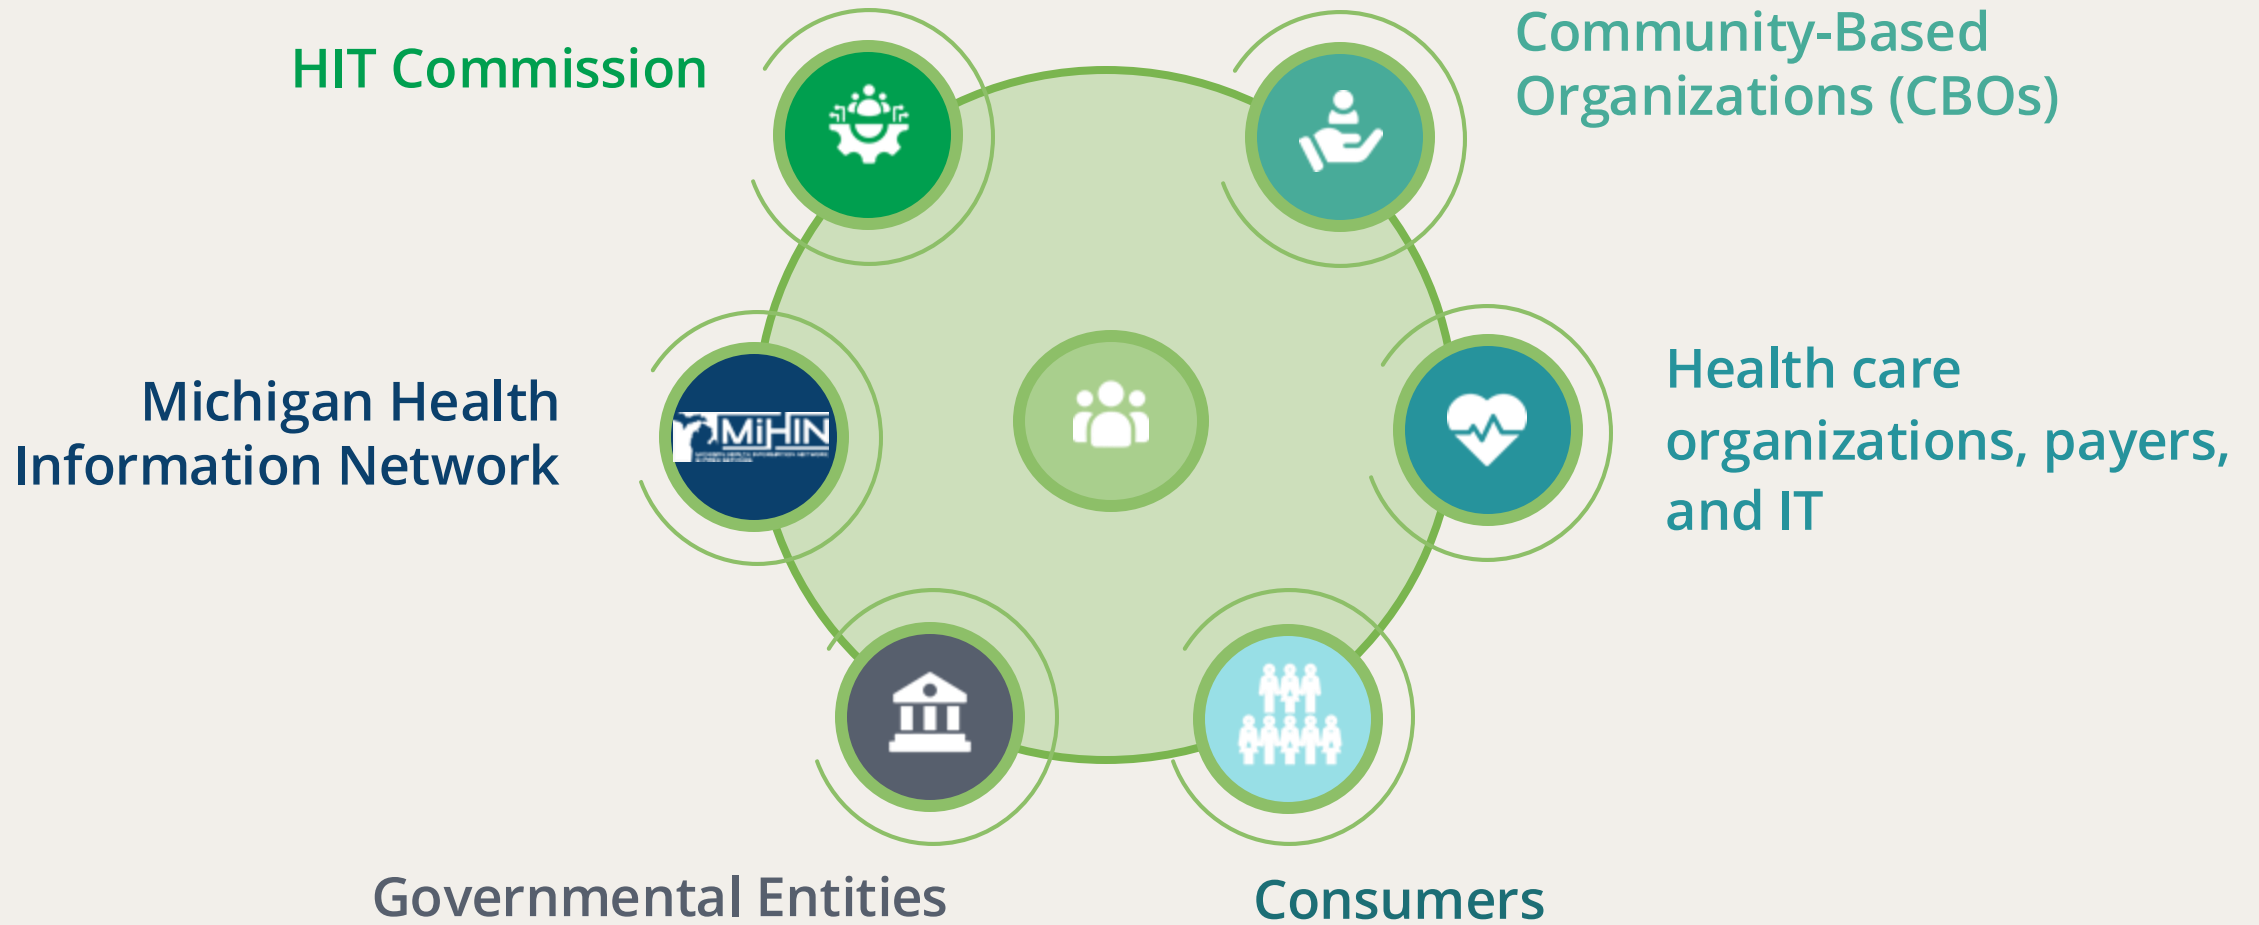 HIT Commission
Community-Based
Organizations (CBOs)
Michigan Health
Information Network
MiHIN
Health care
organizations, payers,
and IT
Governmental Entities
Consumers